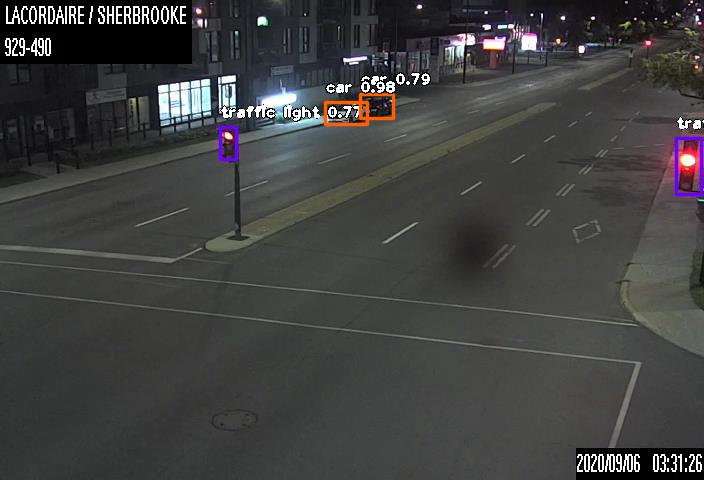 LACORDAIRE / SHERBROOKE
929-490
car 0.79
car 0.98
traffic light 0.77
tra
2020/09/06 03:31:26